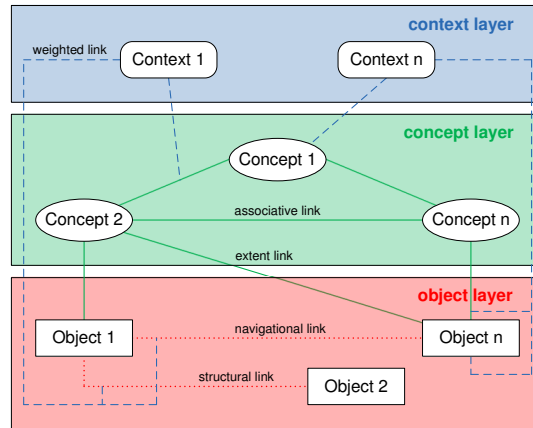 context layer
weighted link
Context 1
Context n
concept layer
Concept 1
Concept 2
associative link
Concept n
extent link
object layer
Object 1
navigational link
Object n
structural link
Object 2